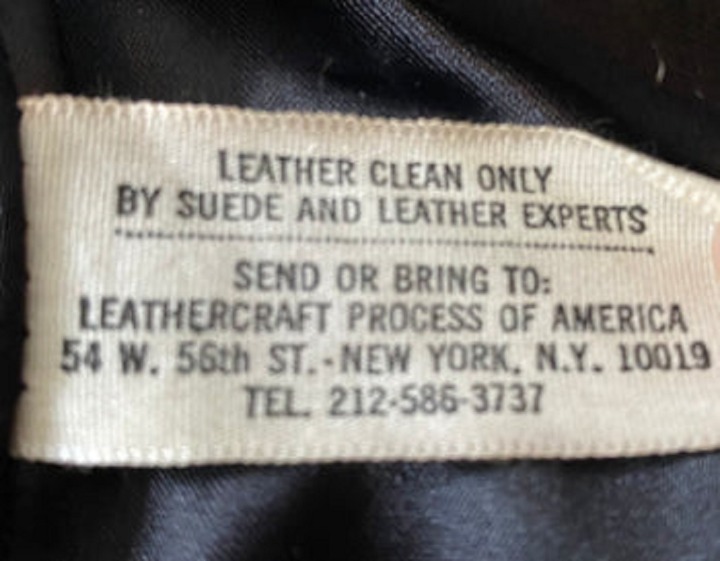 LEATHER CLEAN ONLY
BY SUEDE AND LEATHER EXPERTS
SEND OR BRING TO:
LEATHERCRAFT PROCESS OF AMERICA
54 W. 56th ST.-NEW YORK, N.Y. 10019
TEL. 212-586-3737